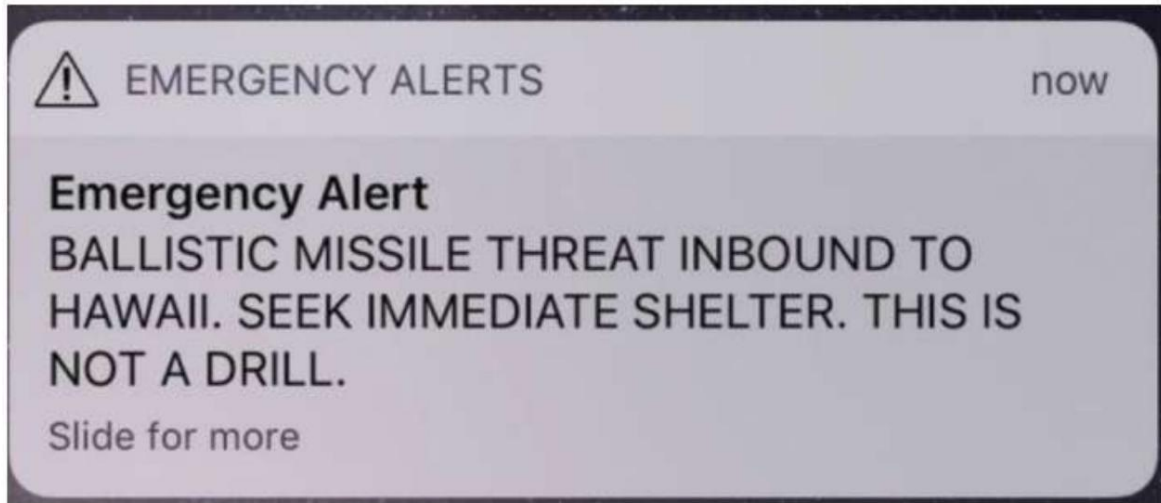 EMERGENCY ALERTS now
Emergency Alert
BALLISTIC MISSILE THREAT INBOUND TO
HAWAII. SEEK IMMEDIATE SHELTER. THIS IS
NOT A DRILL.
Slide for more